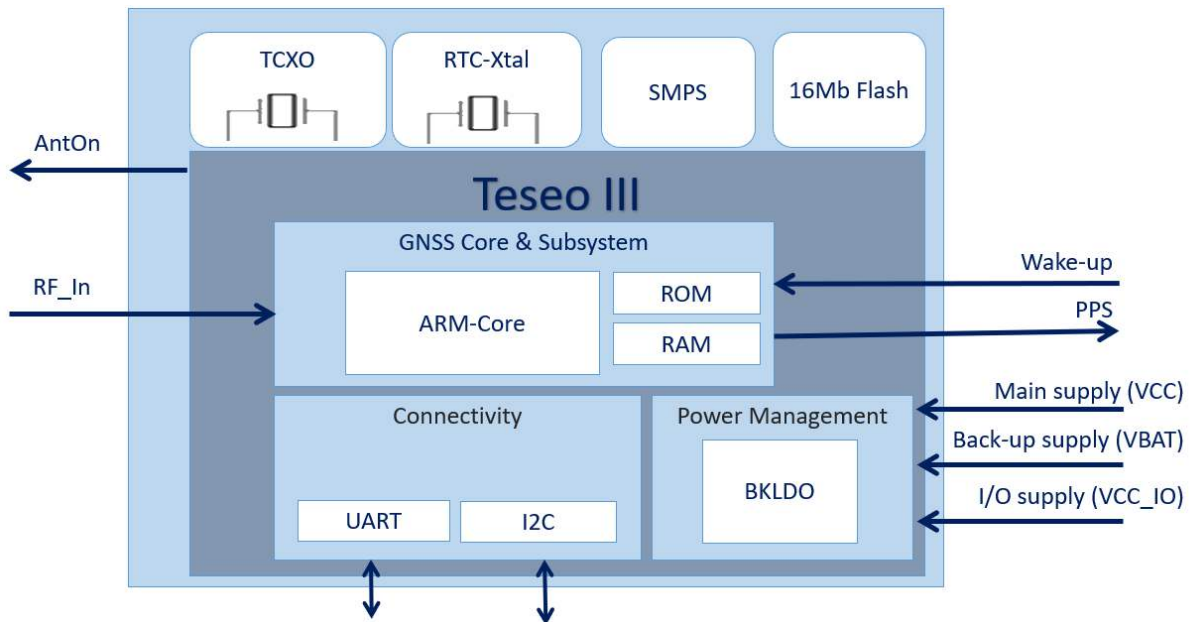 TCXO
RTC-Xtal
SMPS
16Mb Flash
AntOn
Teseo III
GNSS Core & Subsystem
RF_In
ARM-Core
ROM
RAM
Wake-up
PPS
Connectivity
UART
I2C
Power Management
BKLDO
Main supply (VCC)
Back-up supply (VBAT)
I/O supply (VCC_IO)